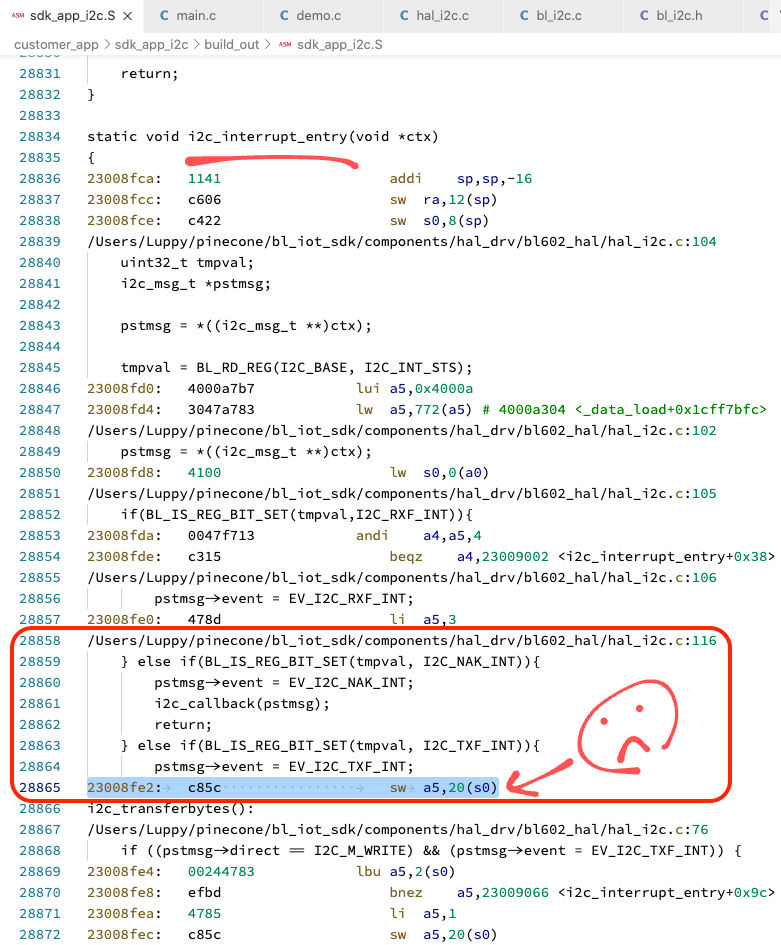 ASM sdk_app_i2c.S × C main.c C demo.c C hal_i2c.c C bl_i2c.c C bl_i2c.h C
customer_app > sdk_app_i2c > build_out > ASM sdk_app_i2c.S
28831 return;
28832 }
28833
28834 static void i2c_interrupt_entry(void *ctx)
28835 {
28836 23008fca: 1141 addi sp,sp,-16
28837 23008fcc: c606 sw ra,12(sp)
28838 23008fce: c422 sw s0,8(sp)
28839 /Users/Luppy/pinecone/bl_iot_sdk/components/hal_drv/bl602_hal/hal_i2c.c:104
28840 uint32_t tmpval;
28841 i2c_msg_t *pstmsg;
28842
28843 pstmsg = *((i2c_msg_t **)ctx);
28844
28845 tmpval = BL_RD_REG(I2C_BASE, I2C_INT_STS);
28846 23008fd0: 4000a7b7 lui a5,0x4000a
28847 23008fd4: 3047a783 lw a5,772(a5) # 4000a304 <_data_load+0x1cff7bfc>
28848 /Users/Luppy/pinecone/bl_iot_sdk/components/hal_drv/bl602_hal/hal_i2c.c:102
28849 pstmsg = *((i2c_msg_t **)ctx);
28850 23008fd8: 4100 lw s0,0(a0)
28851 /Users/Luppy/pinecone/bl_iot_sdk/components/hal_drv/bl602_hal/hal_i2c.c:105
28852 if(BL_IS_REG_BIT_SET(tmpval,I2C_RXF_INT)){
28853 23008fda: 0047f713 andi a4,a5,4
28854 23008fde: c315 beqz a4,23009002 <i2c_interrupt_entry+0x38>
28855 /Users/Luppy/pinecone/bl_iot_sdk/components/hal_drv/bl602_hal/hal_i2c.c:106
28856 pstmsg->event = EV_I2C_RXF_INT;
28857 23008fe0: 478d li a5,3
28858 /Users/Luppy/pinecone/bl_iot_sdk/components/hal_drv/bl602_hal/hal_i2c.c:116
28859 } else if(BL_IS_REG_BIT_SET(tmpval, I2C_NAK_INT)){
28860 pstmsg->event = EV_I2C_NAK_INT;
28861 i2c_callback(pstmsg);
28862 return;
28863 } else if(BL_IS_REG_BIT_SET(tmpval, I2C_TXF_INT)){
28864 pstmsg->event = EV_I2C_TXF_INT;
28865 23008fe2: c85c sw a5,20(s0)
28866 i2c_transferbytes():
28867 /Users/Luppy/pinecone/bl_iot_sdk/components/hal_drv/bl602_hal/hal_i2c.c:76
28868 if ((pstmsg->direct == I2C_M_WRITE) && (pstmsg->event = EV_I2C_TXF_INT)) {
28869 23008fe4: 00244783 lbu a5,2(s0)
28870 23008fe8: efbd bnez a5,23009066 <i2c_interrupt_entry+0x9c>
28871 23008fea: 4785 li a5,1
28872 23008fec: c85c sw a5,20(s0)